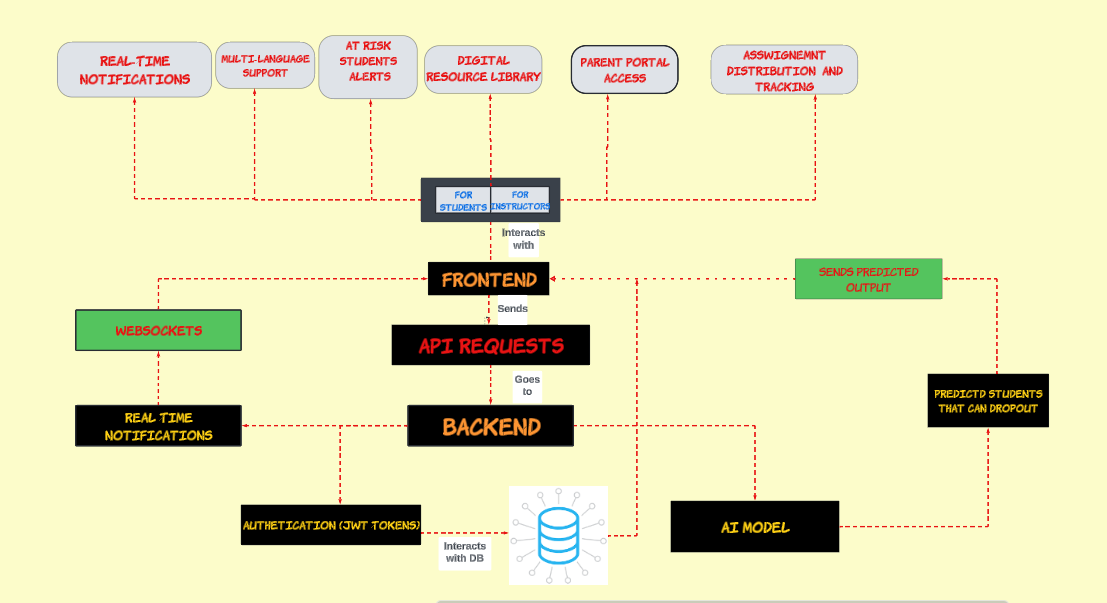 REAL-TIME
NOTIFICATIONS
MULTI-LANGUAGE
SUPPORT
AT RISK
STUDENTS
ALERTS
DIGITAL
RESOURCE LIBRARY
PARENT PORTAL
ACCESS
ASSWIGNEMNT
DISTRIBUTION AND
TRACKING
FOR
STUDENTS
FOR
INSTRUCTORS
Interacts
with
FRONTEND
SENDS PREDICTED
OUTPUT
Sends
WEBSOCKETS
API REQUESTS
Goes
to
PREDICTD STUDENTS
THAT CAN DROPOUT
REAL TIME
NOTIFICATIONS
BACKEND
AUTHETICATION (JWT TOKENS)
AI MODEL
Interacts
with DB